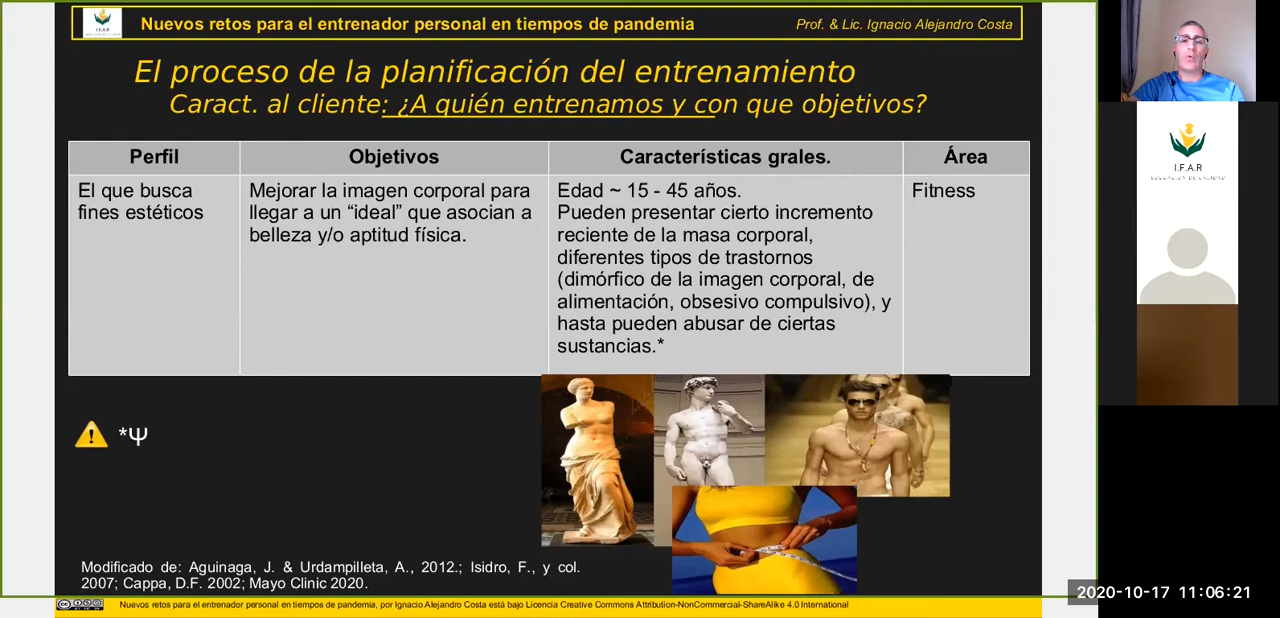 Nuevos retos para el entrenador personal en tiempos de pandemia
Prof. & Lic. Ignacio Alejandro Costa
El proceso de la planificación del entrenamiento
Caract. al cliente: ¿A quién entrenamos y con que objetivos?
Perfil
Objetivos
Características grales.
Área
El que busca
fines estéticos
Mejorar la imagen corporal para
llegar a un “ideal” que asocian a
belleza y/o aptitud física.
Edad ~ 15 - 45 años.
Pueden presentar cierto incremento
reciente de la masa corporal,
diferentes tipos de trastornos
(dimórfico de la imagen corporal, de
alimentación, obsesivo compulsivo), y
hasta pueden abusar de ciertas
sustancias.*
Fitness
*Ψ
Modificado de: Aguinaga, J. & Urdampilleta, A., 2012.; Isidro, F., y col.
2007; Cappa, D.F. 2002; Mayo Clinic 2020.
Nuevos retos para el entrenador personal en tiempos de pandemia, por Ignacio Alejandro Costa está bajo Licencia Creative Commons Attribution-NonCommercial-ShareAlike 4.0 International
I.F.A.R
2020-10-17 11:06:21